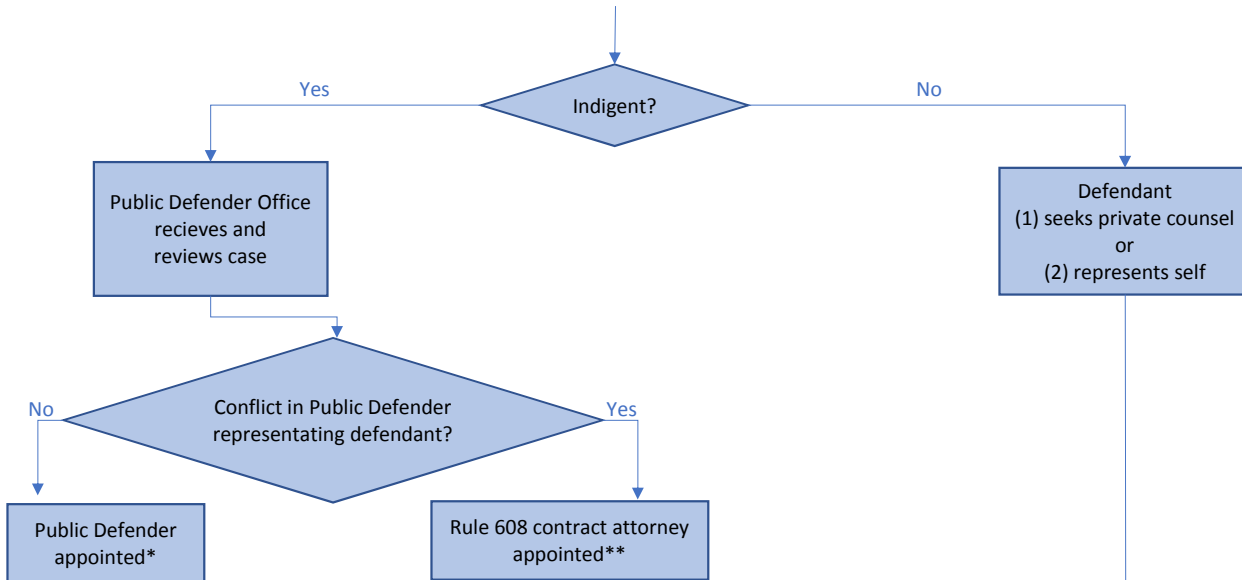 Indigent?
Yes
No
Public Defender Office
recieves and
reviews case
Defendant
(1) seeks private counsel
or
(2) represents self
Conflict in Public Defender
representating defendant?
No
Yes
Public Defender
appointed*
Rule 608 contract attorney
appointed**